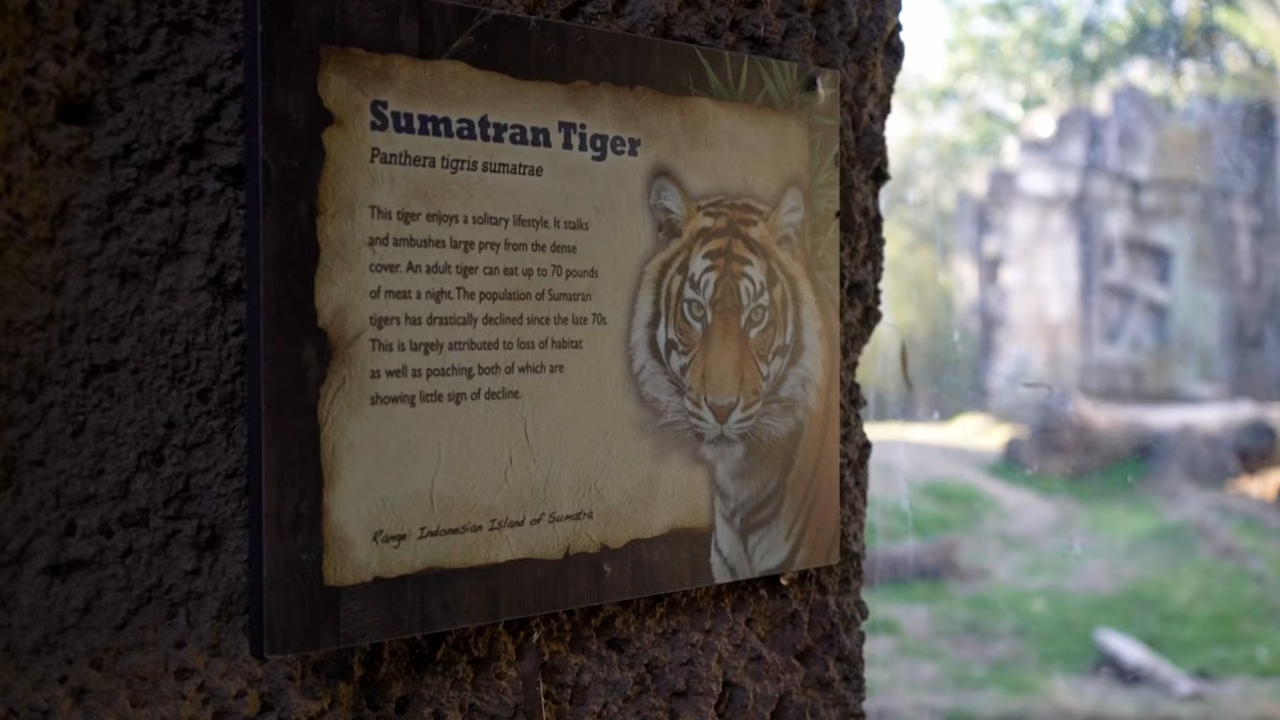 Sumatran Tiger
Panthera tigris sumatrae
This tiger enjoys a solitary lifestyle. It stalks
and ambushes large prey from the dense
cover. An adult tiger can eat up to 70 pounds
of meat a night. The population of Sumatran
tigers has drastically declined since the late 70s.
This is largely attributed to loss of habitat
as well as poaching, both of which are
showing little sign of decline.
Range: Indonesian Island of Sumatra